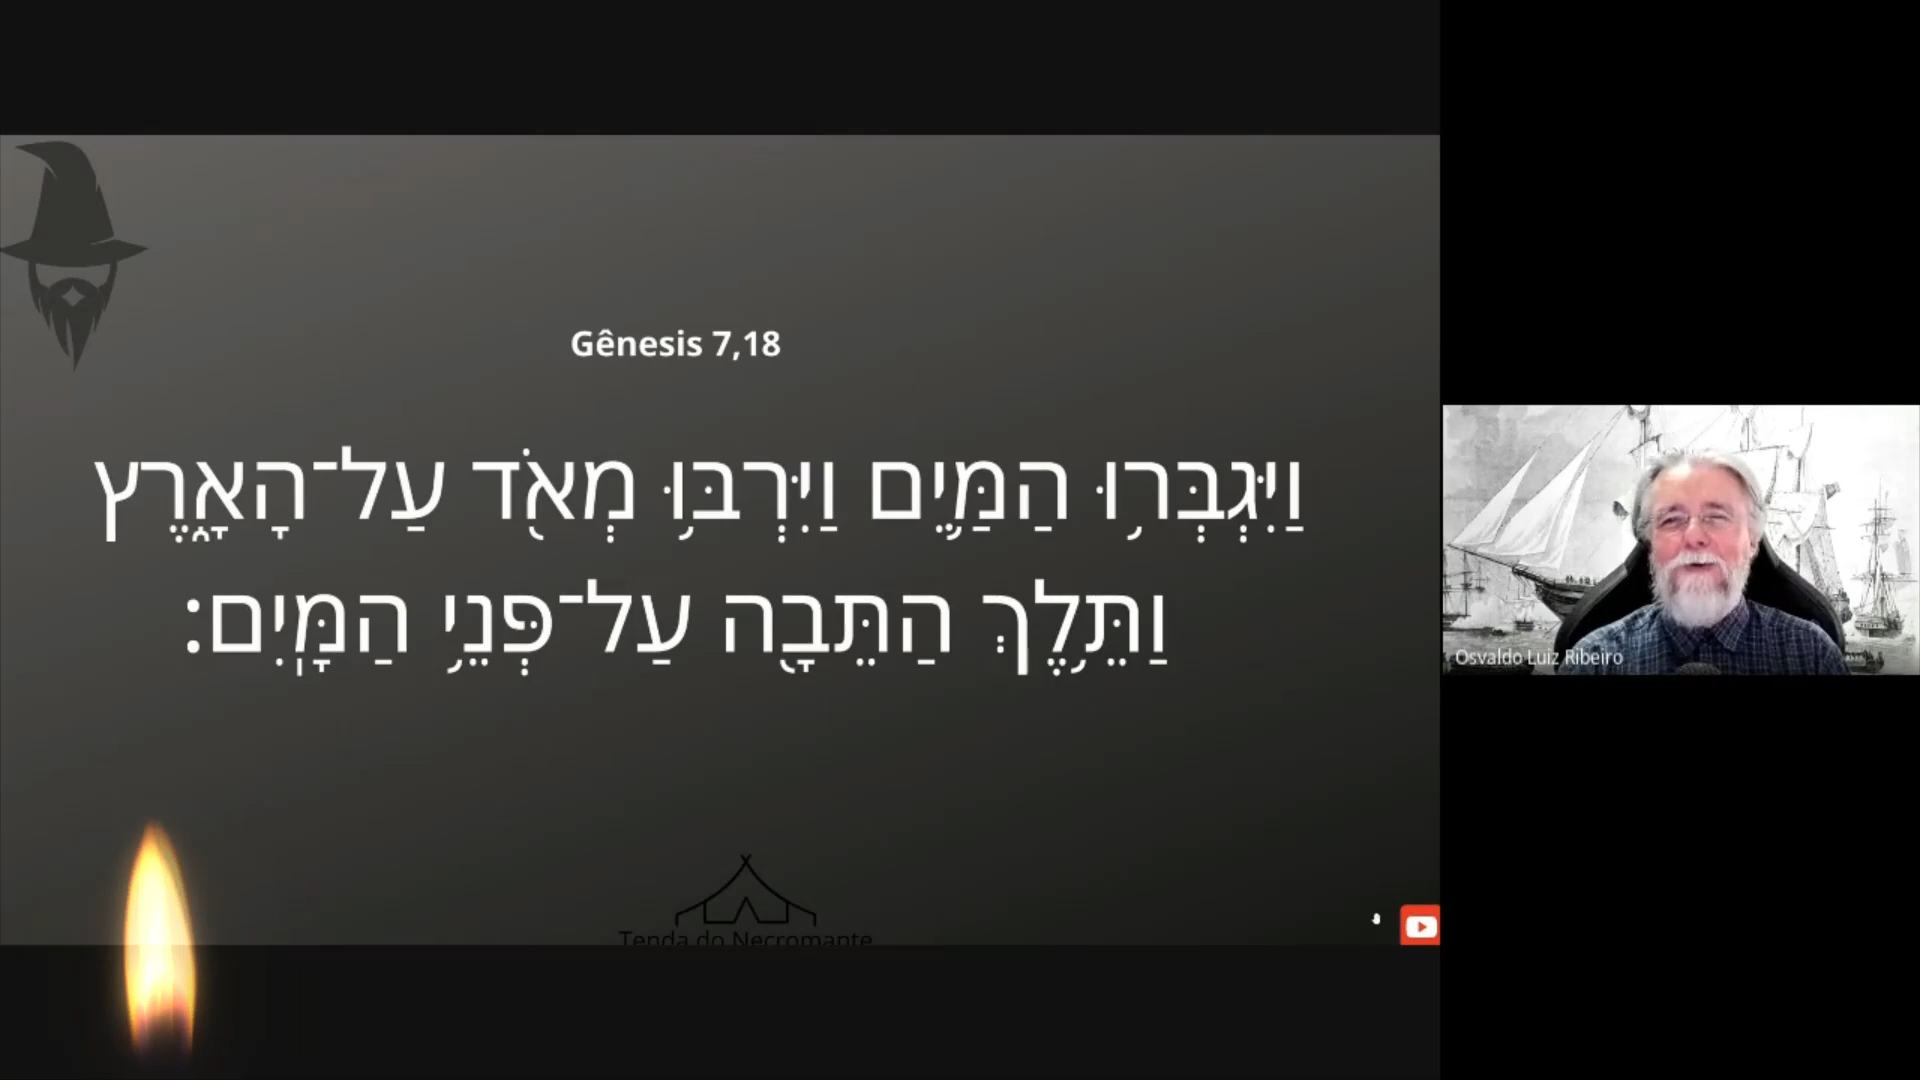 Gênesis 7,18
וַיִּגְבְּר֥וּ הַמַּ֛יִם וַיִּרְבּ֥וּ מְאֹ֖ד עַל־הָאָ֑רֶץ
וַתֵּ֥לֶךְ הַתֵּבָ֖ה עַל־פְּנֵ֥י הַמָּֽיִם׃
Tenda do Necromante
Osvaldo Luiz Ribeiro